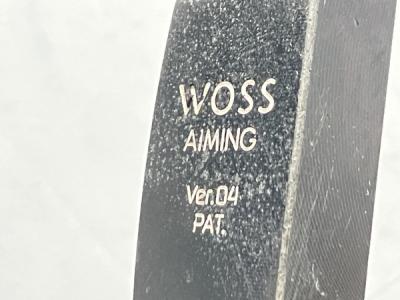 WOSS
AIMING
Ver.04
PAT.